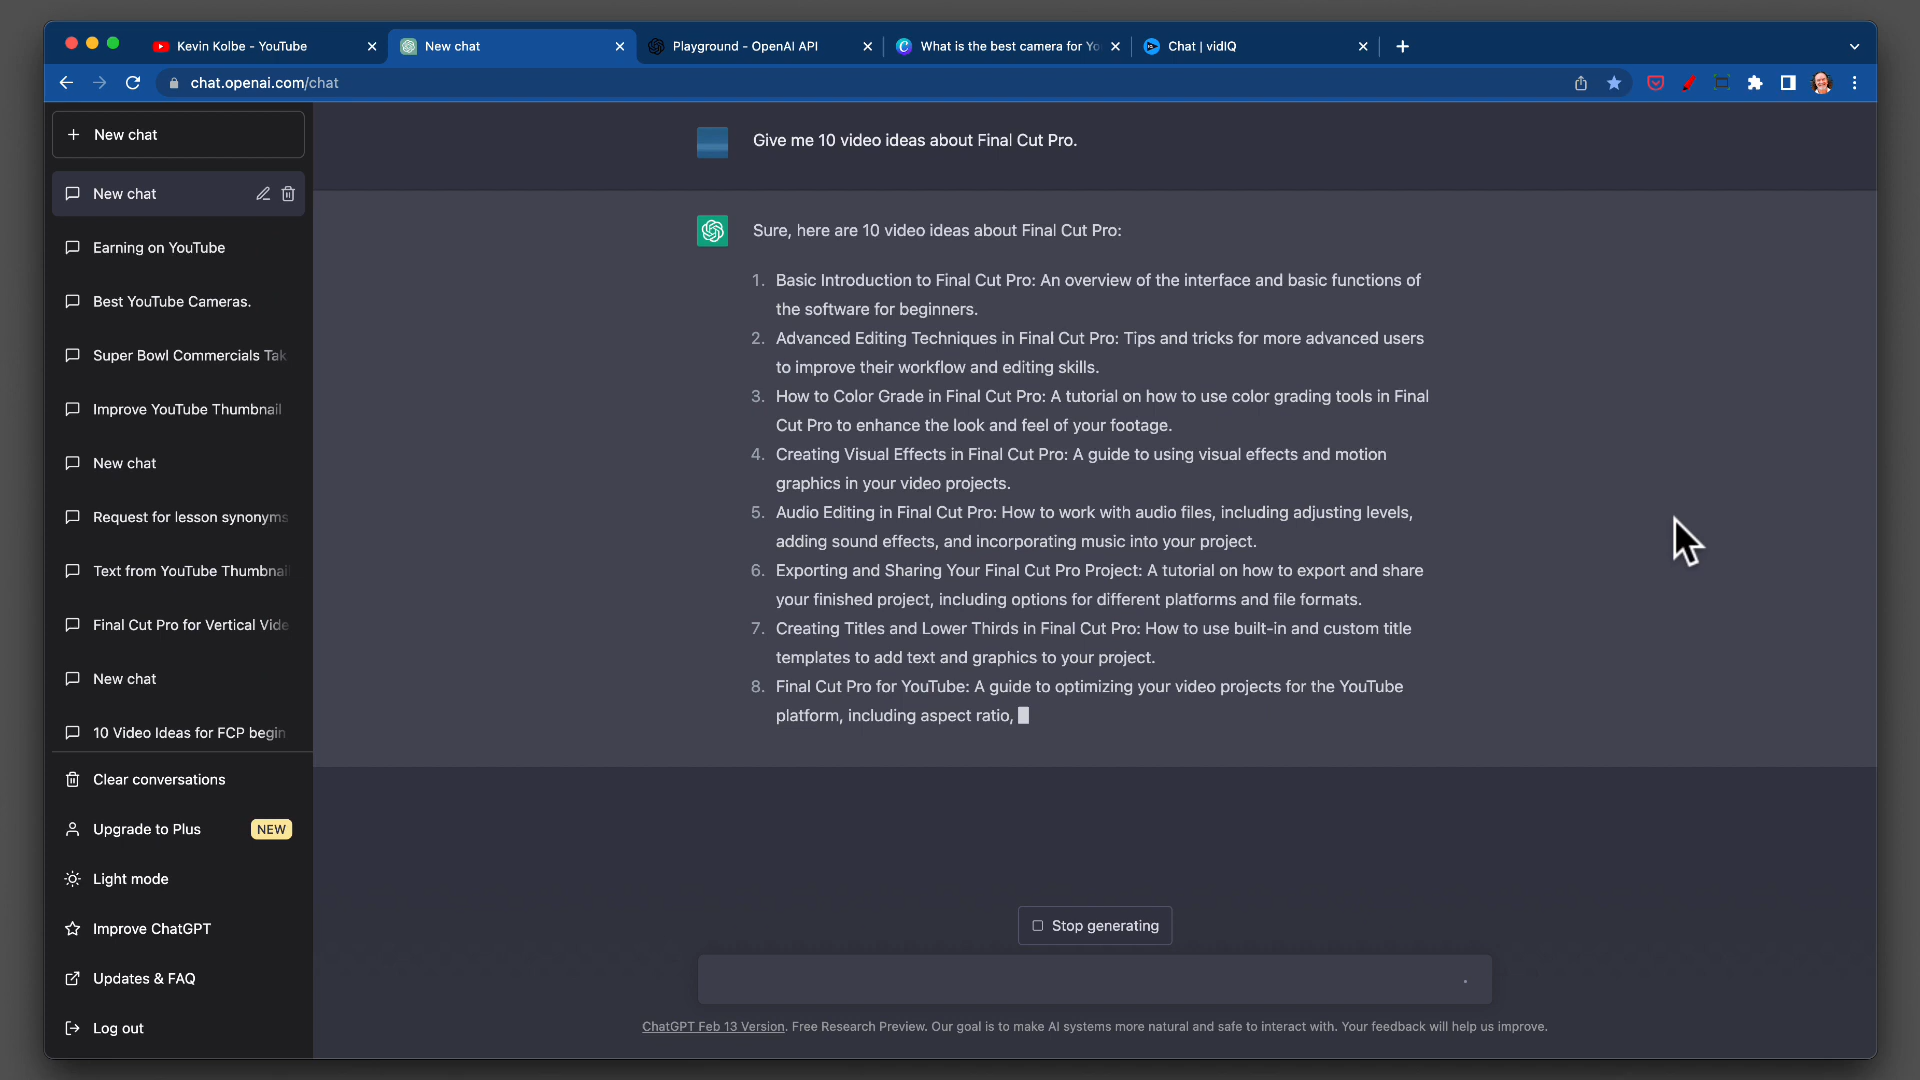 Kevin Kolbe - YouTube
New chat
Playground - OpenAI API
What is the best camera for Yo
Chat | vidIQ
chat.openai.com/chat
New chat
New chat
Earning on YouTube
Best YouTube Cameras.
Super Bowl Commercials Tak
Improve YouTube Thumbnail
New chat
Request for lesson synonyms
Text from YouTube Thumbnai
Final Cut Pro for Vertical Vide
New chat
10 Video Ideas for FCP begin
Clear conversations
Upgrade to Plus
NEW
Light mode
Improve ChatGPT
Updates & FAQ
Log out
Give me 10 video ideas about Final Cut Pro.
Sure, here are 10 video ideas about Final Cut Pro:
1. Basic Introduction to Final Cut Pro: An overview of the interface and basic functions of
the software for beginners.
2. Advanced Editing Techniques in Final Cut Pro: Tips and tricks for more advanced users
to improve their workflow and editing skills.
3. How to Color Grade in Final Cut Pro: A tutorial on how to use color grading tools in Final
Cut Pro to enhance the look and feel of your footage.
4. Creating Visual Effects in Final Cut Pro: A guide to using visual effects and motion
graphics in your video projects.
5. Audio Editing in Final Cut Pro: How to work with audio files, including adjusting levels,
adding sound effects, and incorporating music into your project.
6. Exporting and Sharing Your Final Cut Pro Project: A tutorial on how to export and share
your finished project, including options for different platforms and file formats.
7. Creating Titles and Lower Thirds in Final Cut Pro: How to use built-in and custom title
templates to add text and graphics to your project.
8. Final Cut Pro for YouTube: A guide to optimizing your video projects for the YouTube
platform, including aspect ratio,
Stop generating
ChatGPT Feb 13 Version. Free Research Preview. Our goal is to make AI systems more natural and safe to interact with. Your feedback will help us improve.